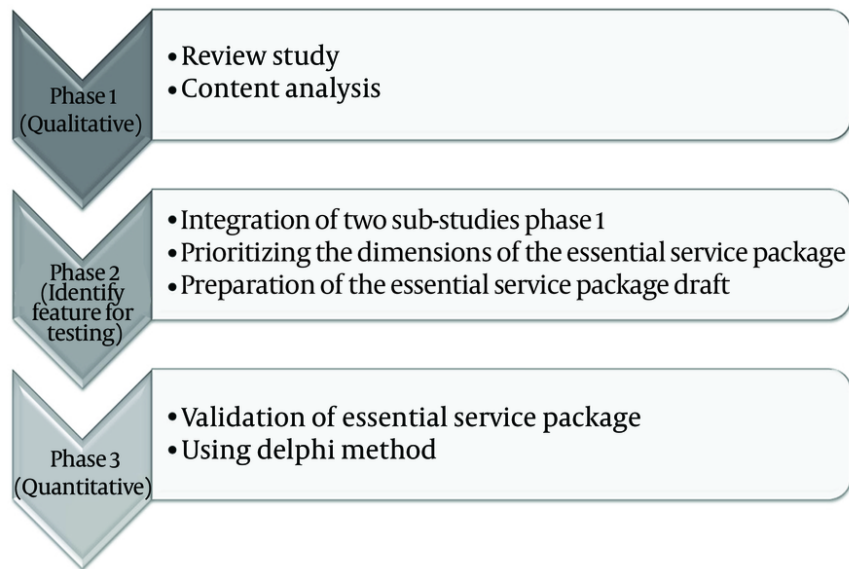 Phase 1
(Qualitative)
• Review study
• Content analysis
Phase 2
(Identify
feature for
testing)
• Integration of two sub-studies phase 1
• Prioritizing the dimensions of the essential service package
• Preparation of the essential service package draft
Phase 3
(Quantitative)
• Validation of essential service package
• Using delphi method